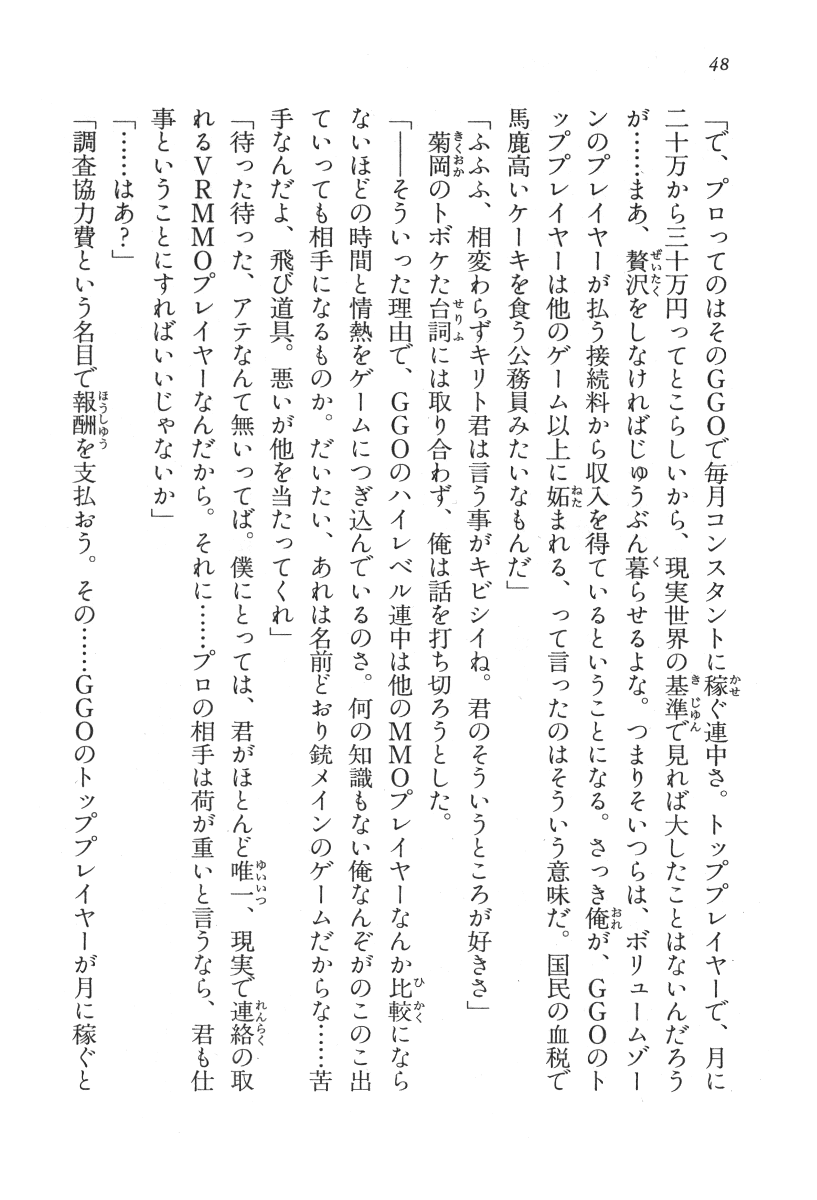 48
「で、プロってのはそのGGOで毎月コンスタントに稼ぐ連中さ。トッププレイヤーで、月に
二十万から三十万円ってとこらしいから、現実世界の基準で見れば大したことはないんだろう
が……まあ、贅沢をしなければじゅうぶん暮らせるよな。つまりそいつらは、ボリュームゾー
ンのプレイヤーが払う接続料から収入を得ているということになる。さっき俺が、GGOのト
ッププレイヤーは他のゲーム以上に妬まれる、って言ったのはそういう意味だ。国民の血税で
馬鹿高いケーキを食う公務員みたいなもんだ」
「ふふふ、相変わらずキリト君は言う事がキビシイね。君のそういうところが好きさ」
菊岡のトボケた台詞には取り合わず、俺は話を打ち切ろうとした。
「――そういった理由で、GGOのハイレベル連中は他のMMOプレイヤーなんか比較になら
ないほどの時間と情熱をゲームにつぎ込んでいるのさ。何の知識もない俺なんぞがのこのこ出
ていっても相手になるものか。だいたい、あれは名前どおり銃メインのゲームだからな……苦
手なんだよ、飛び道具。悪いが他を当たってくれ」
「待った待った、アテなんて無いってば。僕にとっては、君がほとんど唯一、現実で連絡の取
れるVRMMOプレイヤーなんだから。それに……プロの相手は荷が重いと言うなら、君も仕
事ということにすればいいじゃないか」
「……はあ？」
「調査協力費という名目で報酬を支払おう。その……GGOのトッププレイヤーが月に稼ぐと